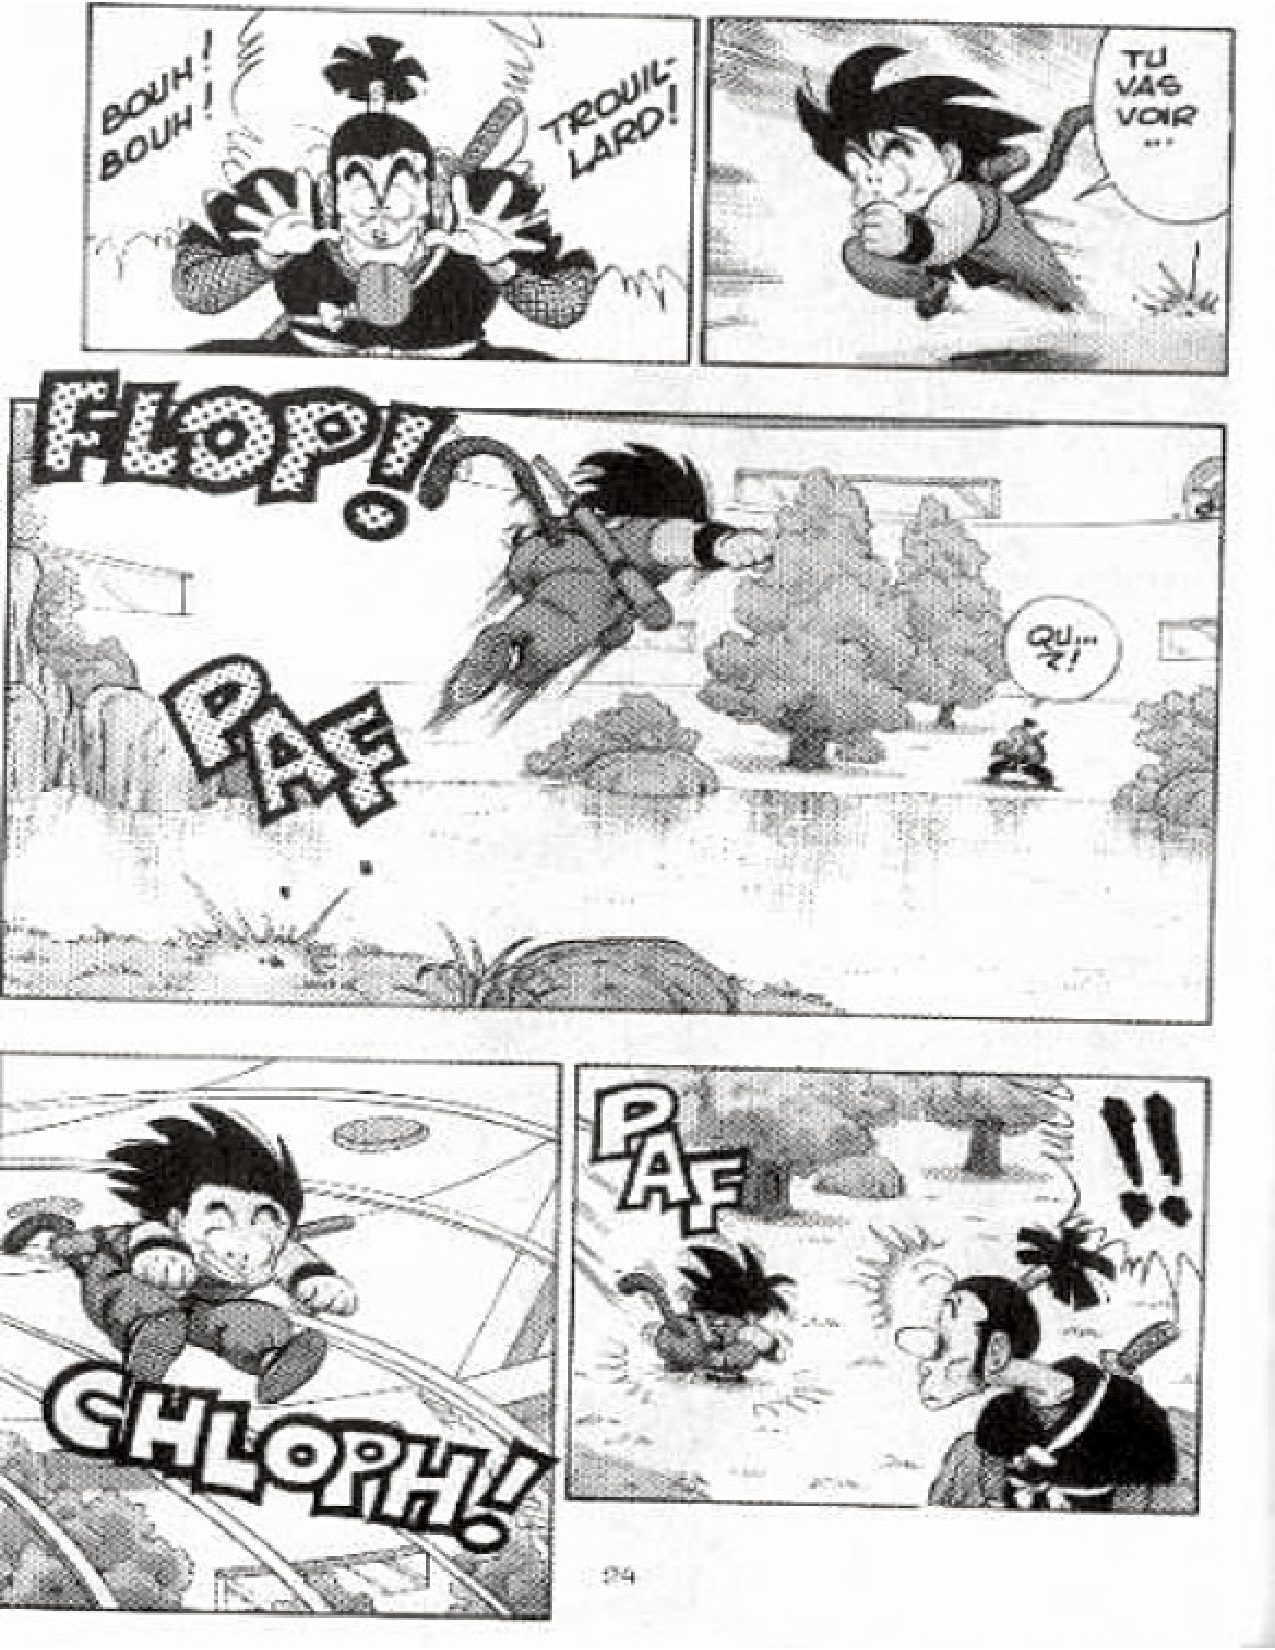 BOUH!
BOUH!
TROUIL-
LARD!
TU
VAS
VOIR
...
FLOP!
PAF
QU...
?!
CHLOPH!
PAF
!!
24